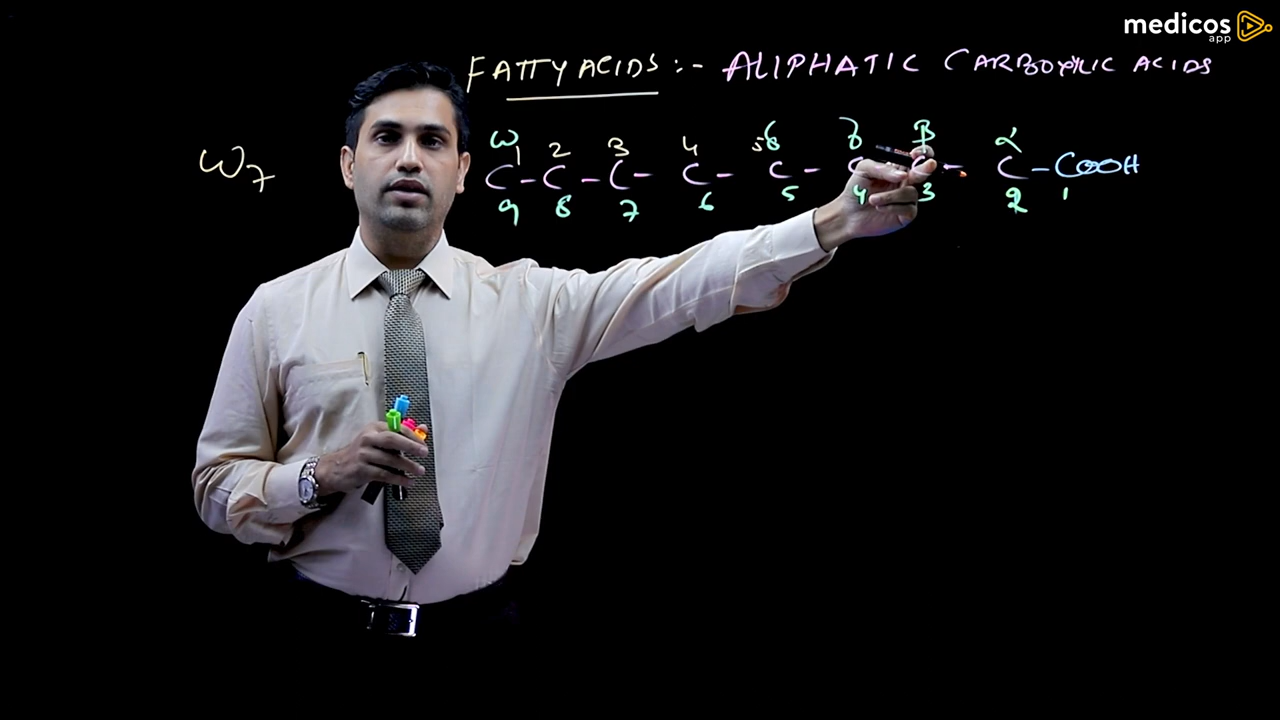 medicos
app
FATTY ACIDS :- ALIPHATIC CARBOXYLIC ACIDS
ω 1 2 3 4 5 β α
ω7 C - C - C - C - C - C - C - C - COOH
9 8 7 6 5 4 3 2 1